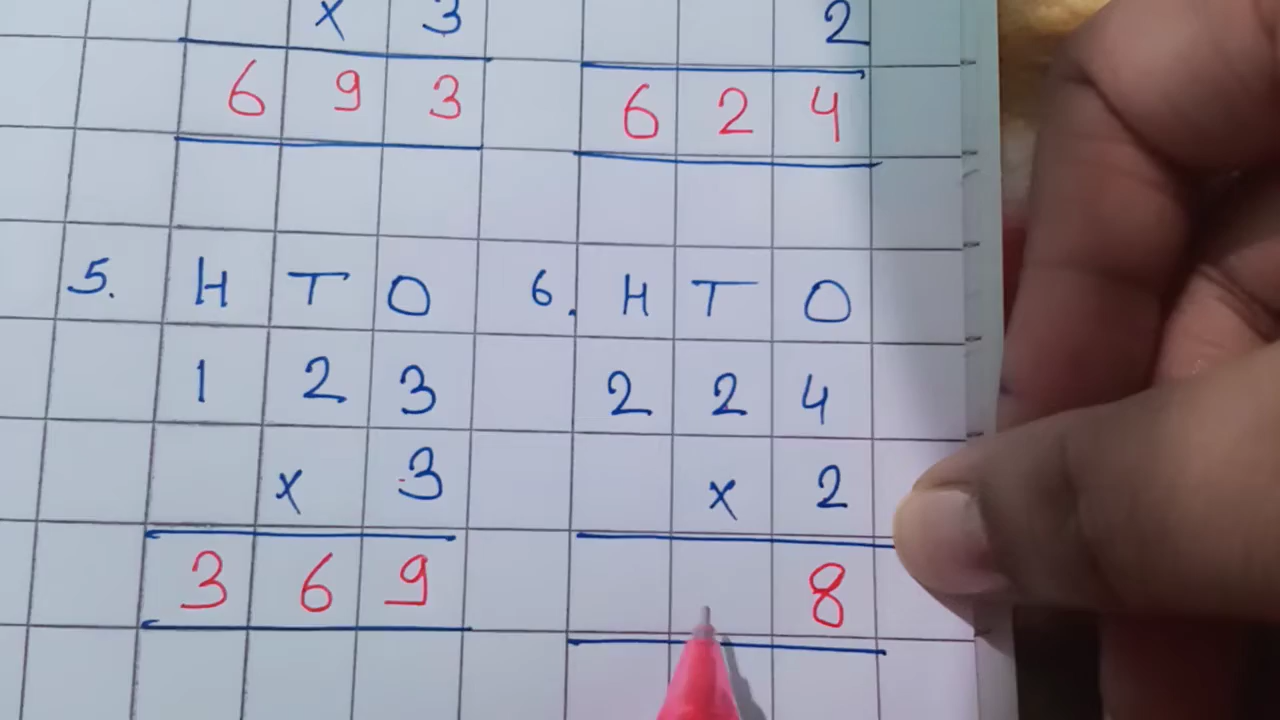 × 3 2
6 9 3 6 2 4
5. H T O 6. H T O
1 2 3 2 2 4
× 3 × 2
3 6 9 8